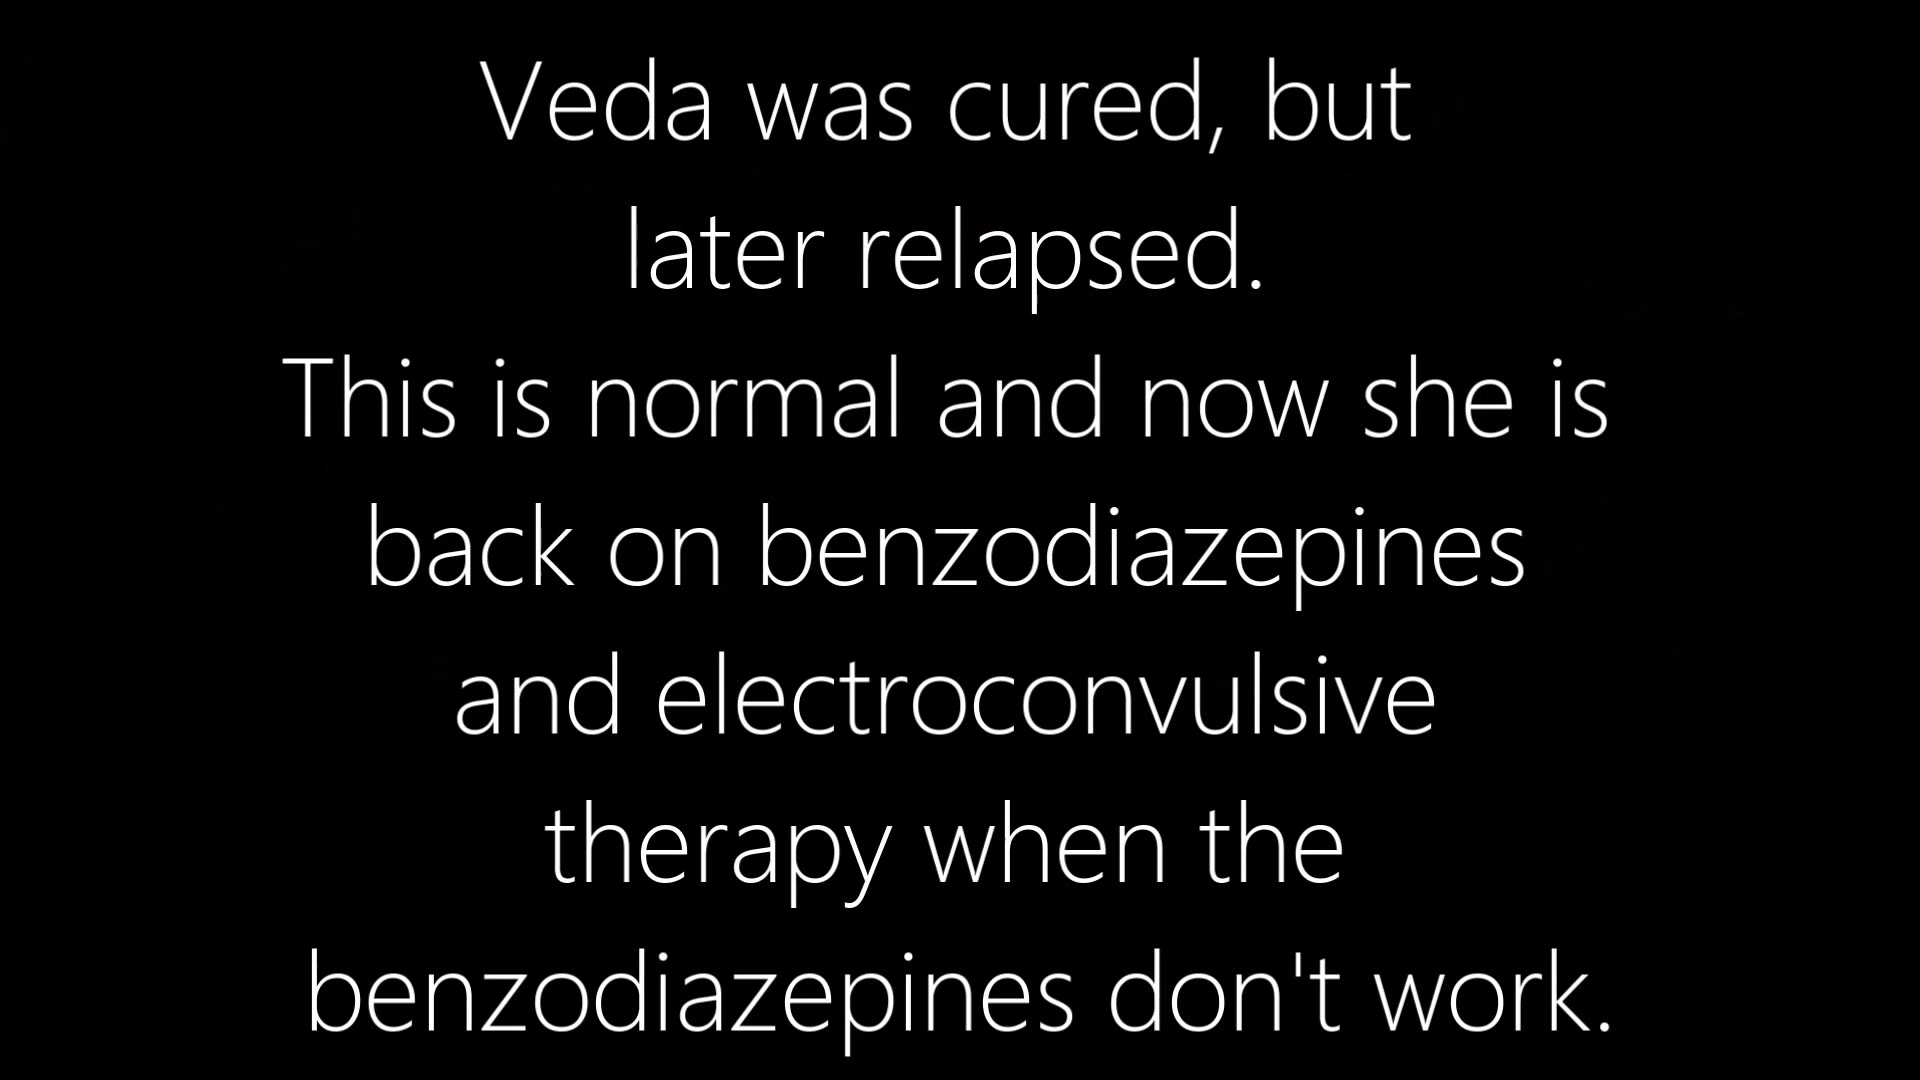 Veda was cured, but
later relapsed.
This is normal and now she is
back on benzodiazepines
and electroconvulsive
therapy when the
benzodiazepines don't work.